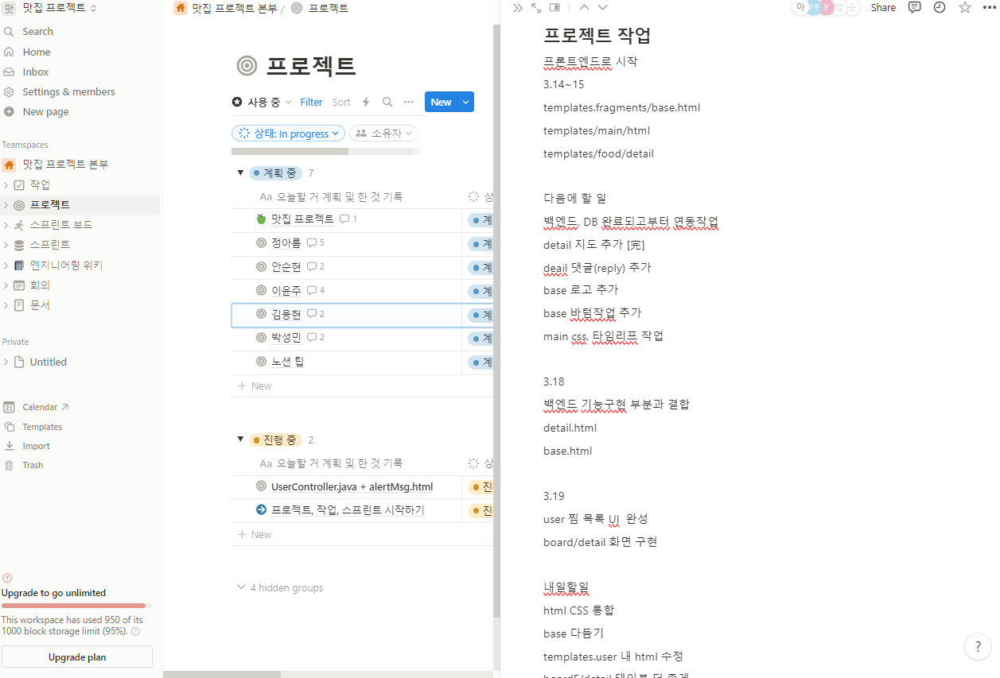 맛 맛집 프로젝트
Search
Home
Inbox
Settings & members
New page
Teamspaces
맛집 프로젝트 본부
작업
프로젝트
스프린트 보드
스프린트
엔지니어링 위키
회의
문서
Private
Untitled
21 Calendar
Templates
Import
Trash
Upgrade to go unlimited
This workspace has used 950 of its
1000 block storage limit (95%).
Upgrade plan
맛집 프로젝트 본부 / 프로젝트
프로젝트
사용 중 Filter Sort New
상태: In progress 소유자
계획 중 7
Aa 오늘할 거 계획 및 한 것 기록 상
맛집 프로젝트 1 계
정아름 5 계
안순현 2 계
이윤주 4 계
김용현 2 계
박성민 2 계
노션 팁 계
New
진행 중 2
Aa 오늘할 거 계획 및 한 것 기록 상
UserController.java + alertMsg.html 진
프로젝트, 작업, 스프린트 시작하기 진
New
4 hidden groups
아 y 성 순 Share
프로젝트 작업
프론트엔드로 시작
3.14~15
templates.fragments/base.html
templates/main/html
templates/food/detail
다음에 할 일
백엔드, DB 완료되고부터 연동작업
detail 지도 추가 [完]
deail 댓글(reply) 추가
base 로고 추가
base 바텀작업 추가
main css, 타임리프 작업
3.18
백엔드 기능구현 부분과 결합
detail.html
base.html
3.19
user 찜 목록 UI 완성
board/detail 화면 구현
내일할일
html CSS 통합
base 다듬기
templates.user 내 html 수정
?